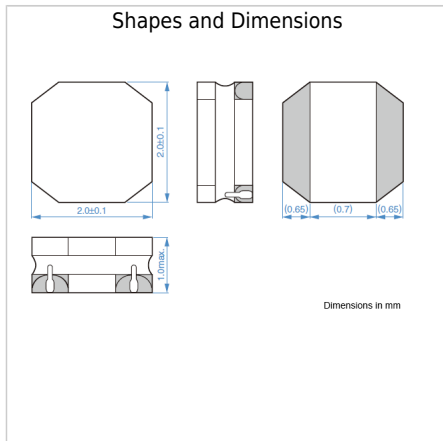 Shapes and Dimensions
2.0±0.1
2.0±0.1
(0.65)
(0.7)
(0.65)
1.0max.
Dimensions in mm